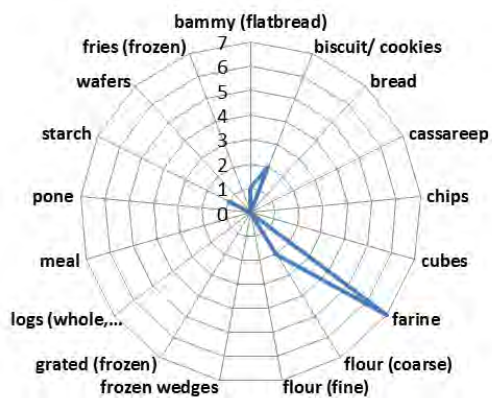 bammy (flatbread)
7
6
5
4
3
2
1
0
biscuit/ cookies
bread
cassareep
chips
cubes
farine
flour (coarse)
flour (fine)
frozen wedges
grated (frozen)
logs (whole,...
meal
pone
starch
wafers
fries (frozen)